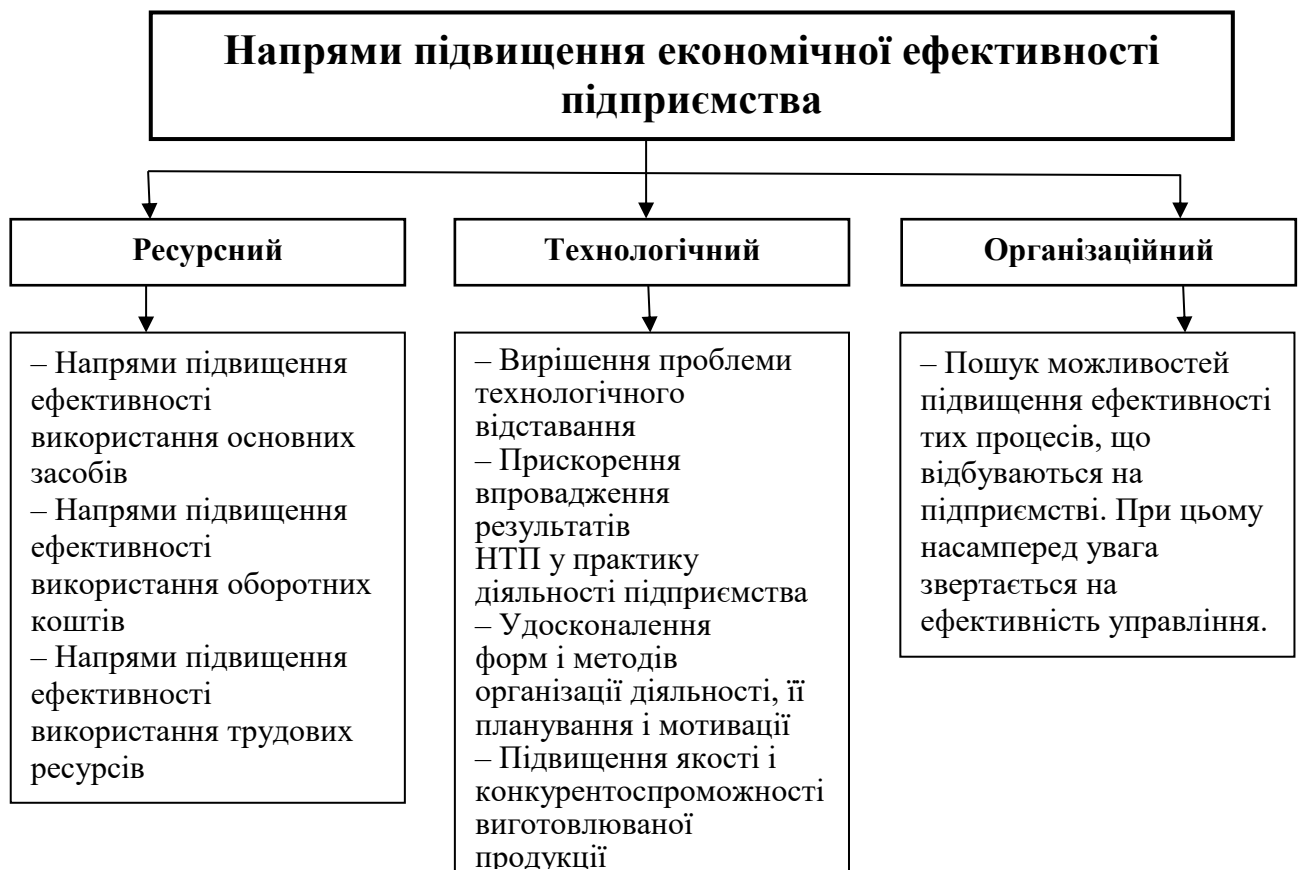 Напрями підвищення економічної ефективності
підприємства
Ресурсний
Технологічний
Організаційний
– Напрями підвищення
ефективності
використання основних
засобів
– Напрями підвищення
ефективності
використання оборотних
коштів
– Напрями підвищення
ефективності
використання трудових
ресурсів
– Вирішення проблеми
технологічного
відставання
– Прискорення
впровадження
результатів
НТП у практику
діяльності підприємства
– Удосконалення
форм і методів
організації діяльності, її
планування і мотивації
– Підвищення якості і
конкурентоспроможності
виготовлюваної
продукції
– Пошук можливостей
підвищення ефективності
тих процесів, що
відбуваються на
підприємстві. При цьому
насамперед увага
звертається на
ефективність управління.